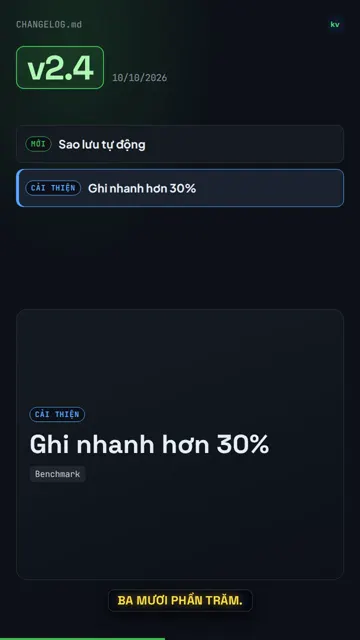 CHANGELOG.md
kv
v2.4
10/10/2026
MỚI Sao lưu tự động
CẢI THIỆN Ghi nhanh hơn 30%
CẢI THIỆN
Ghi nhanh hơn 30%
Benchmark
BA MƯƠI PHẦN TRĂM.